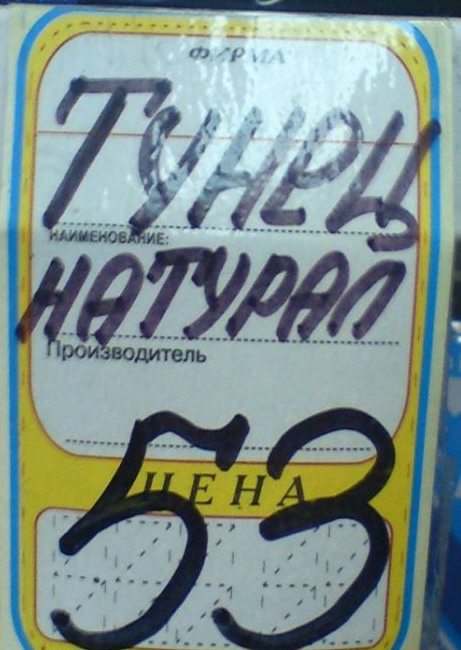 ФИРМА
ТУНЕЦ
НАИМЕНОВАНИЕ:
НАТУРАЛ
Производитель
ЦЕНА
53